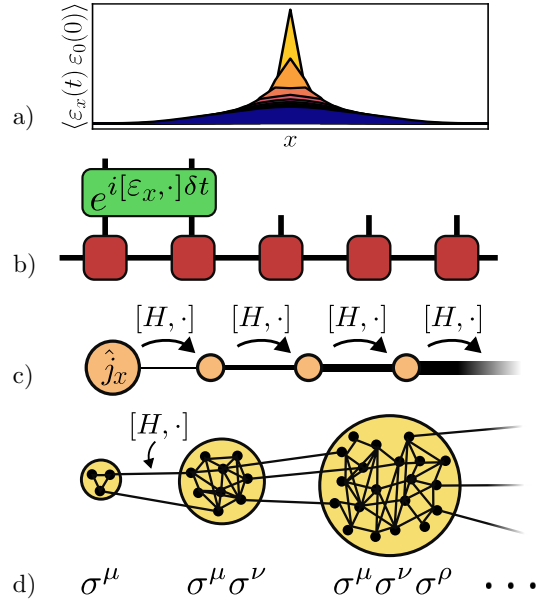 ⟨ε_x(t) ε_0(0)⟩
a)
x
e^{i[ε_x,·]δt}
b)
[H,·] [H,·] [H,·] [H,·]
ĵ_x
c)
[H,·]
d) σ^μ σ^μσ^ν σ^μσ^νσ^ρ ···